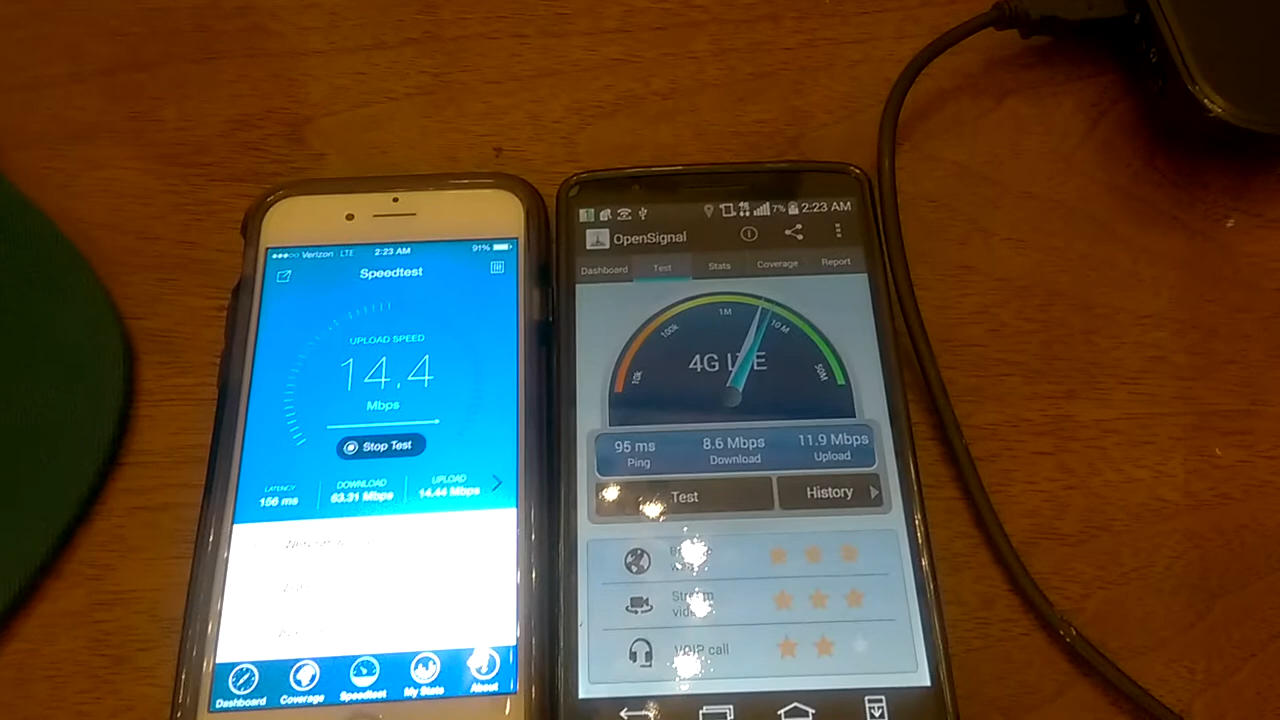 Verizon LTE 2:23 AM 91%
Speedtest
UPLOAD SPEED
14.4
Mbps
Stop Test
LATENCY DOWNLOAD UPLOAD
156 ms 63.31 Mbps 14.44 Mbps
Dashboard Coverage Speedtest My Stats About
7% 2:23 AM
OpenSignal
Dashboard Test Stats Coverage Report
10k 100k 1M 10M 50M
4G LTE
95 ms 8.6 Mbps 11.9 Mbps
Ping Download Upload
Test History
Stream
video
VOIP call